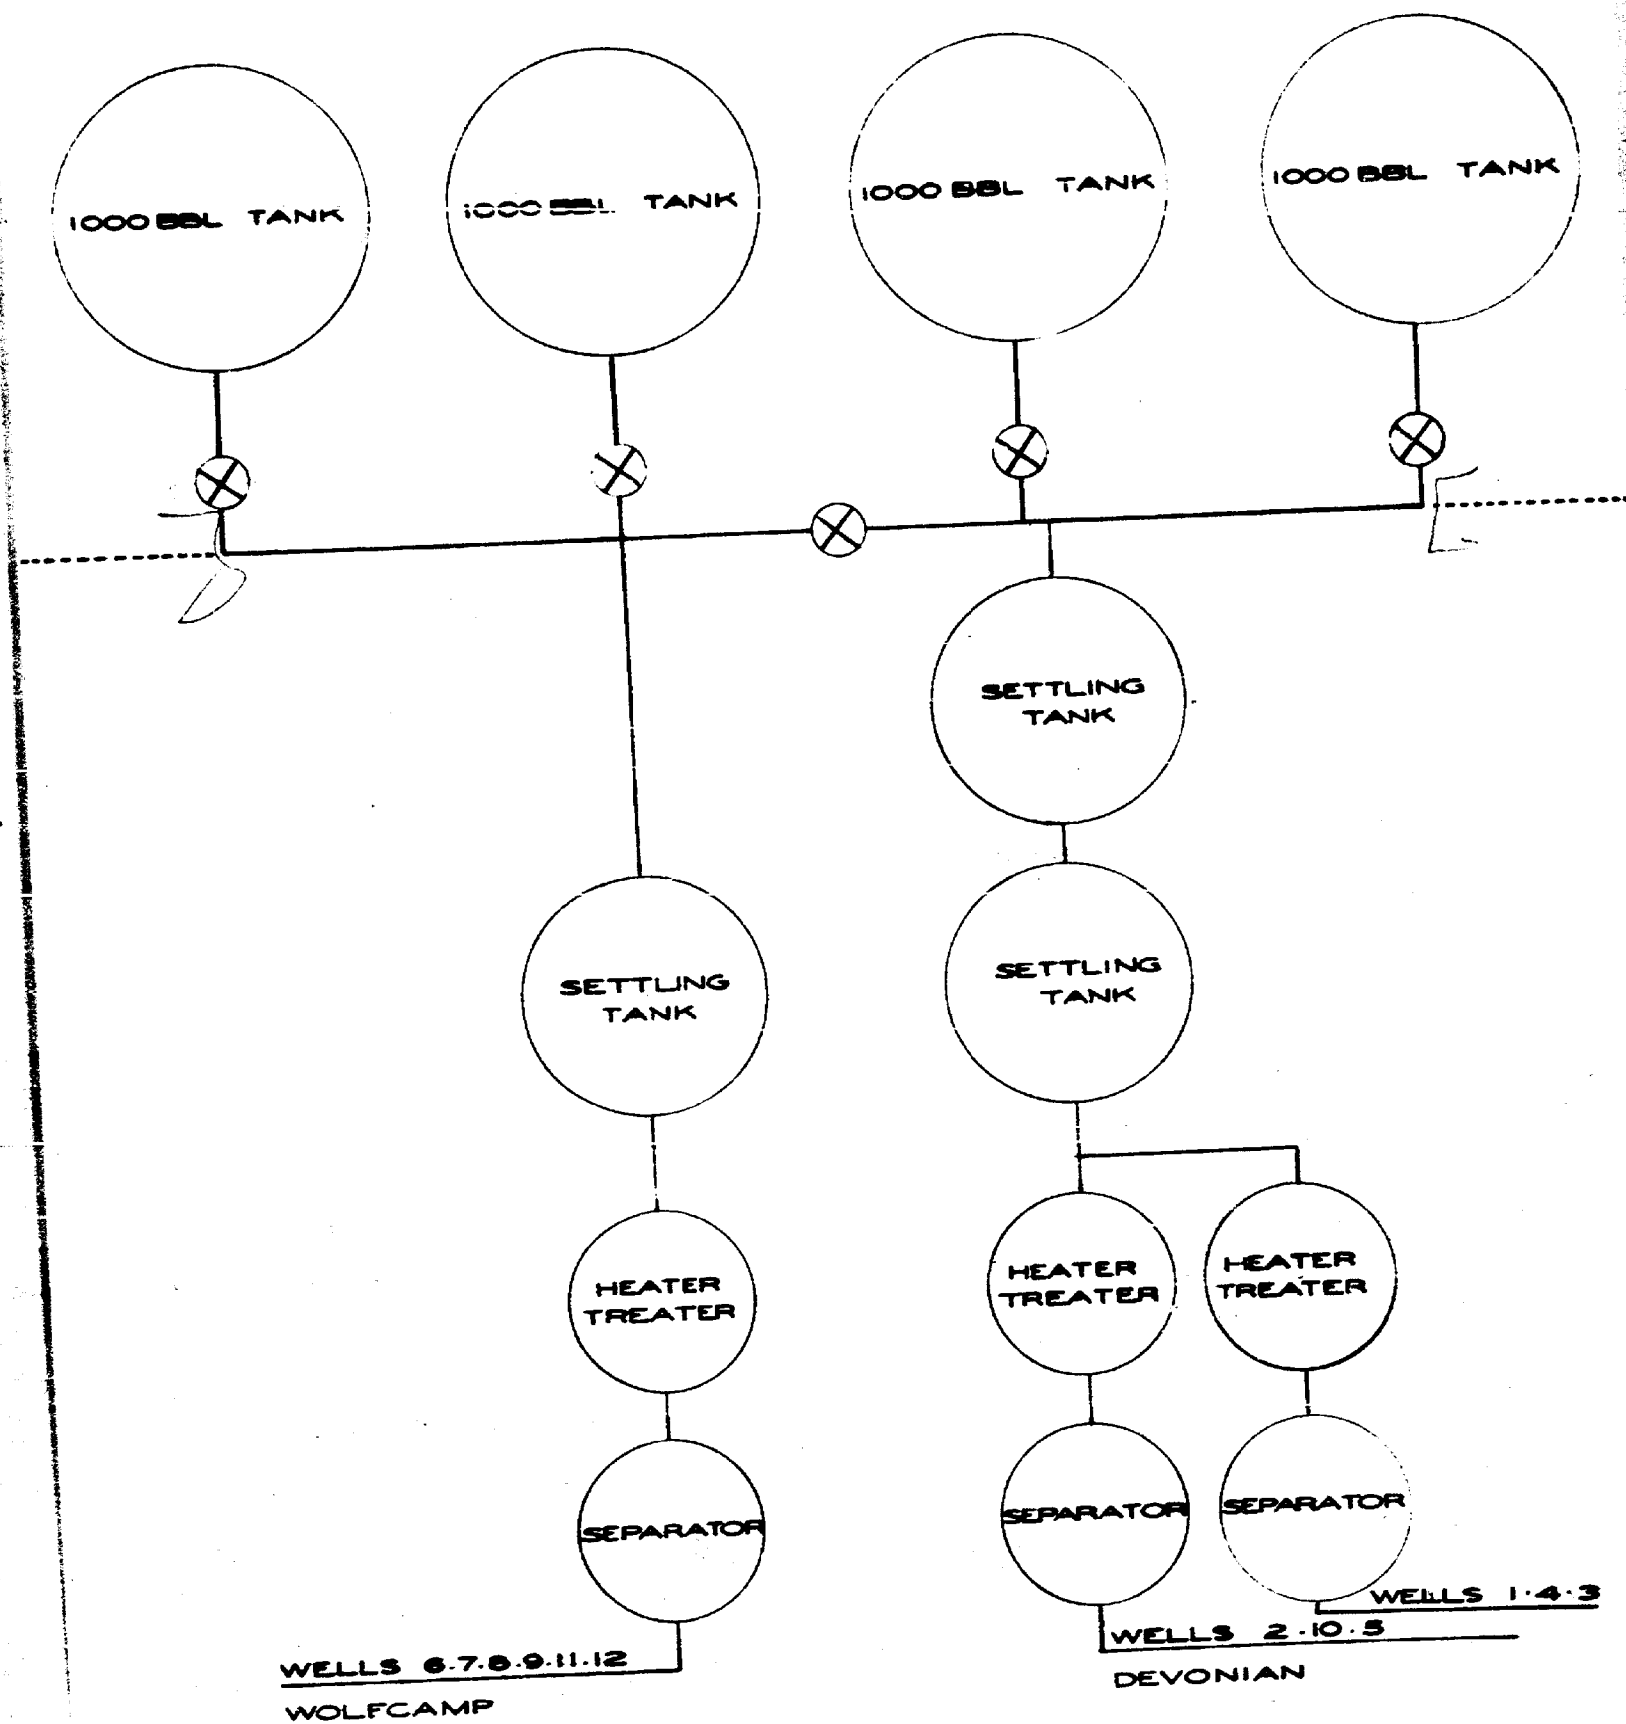 1000 BBL TANK
1000 BBL TANK
1000 BBL TANK
1000 BBL TANK
SETTLING
TANK
SETTLING
TANK
SETTLING
TANK
HEATER
TREATER
HEATER
TREATER
HEATER
TREATER
SEPARATOR
SEPARATOR
SEPARATOR
WELLS 1·4·3
WELLS 2·10·5
DEVONIAN
WELLS 6·7·8·9·11·12
WOLFCAMP